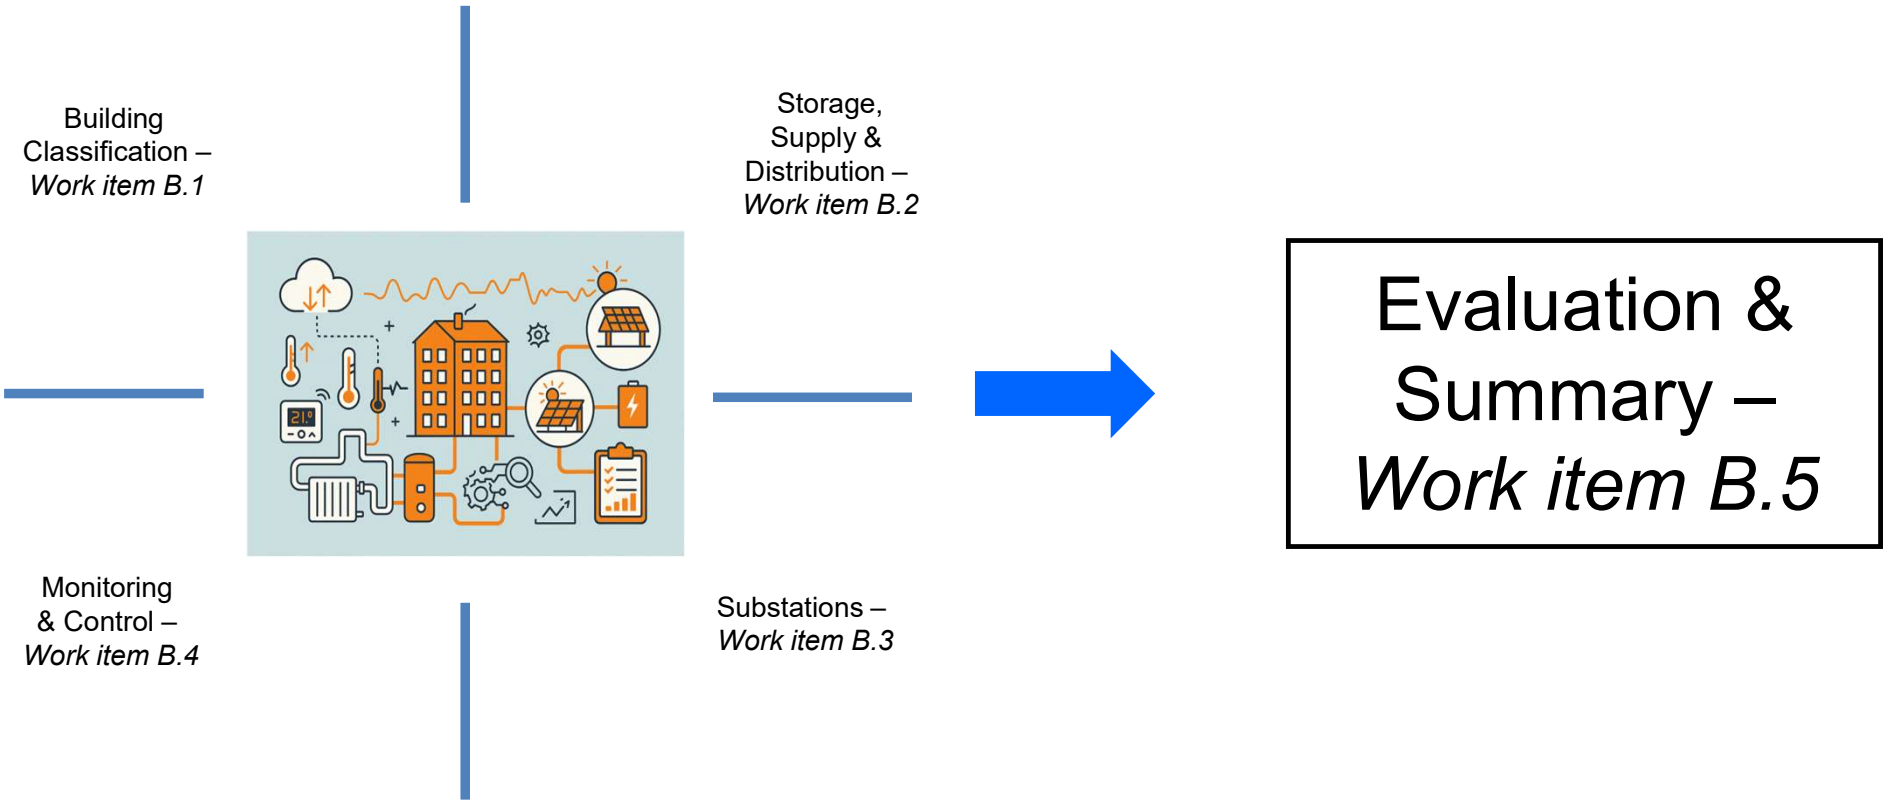 Building
Classification –
Work item B.1
Storage,
Supply &
Distribution –
Work item B.2
21.°
Monitoring
& Control –
Work item B.4
Substations –
Work item B.3
Evaluation &
Summary –
Work item B.5